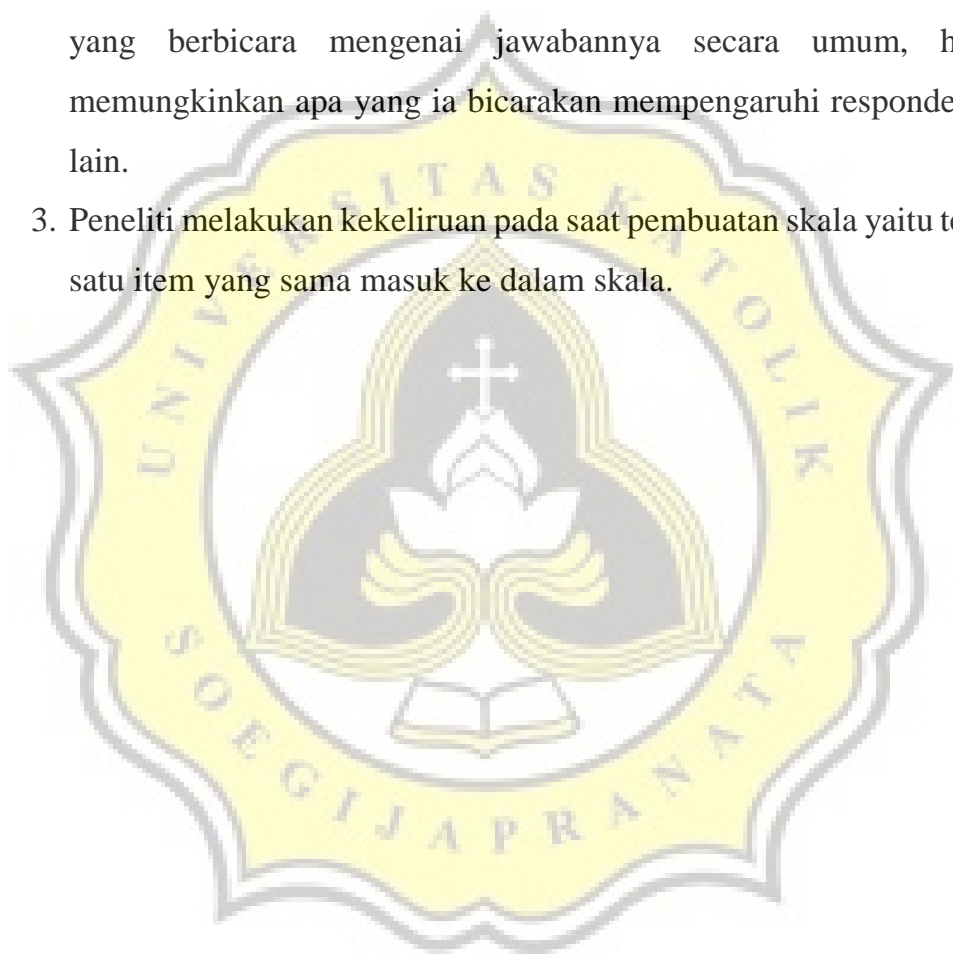 yang berbicara mengenai jawabannya secara umum, h
memungkinkan apa yang ia bicarakan mempengaruhi responde
lain.
3. Peneliti melakukan kekeliruan pada saat pembuatan skala yaitu te
satu item yang sama masuk ke dalam skala.
UNIVERSITAS KATOLIK
SOEGIJAPRANATA